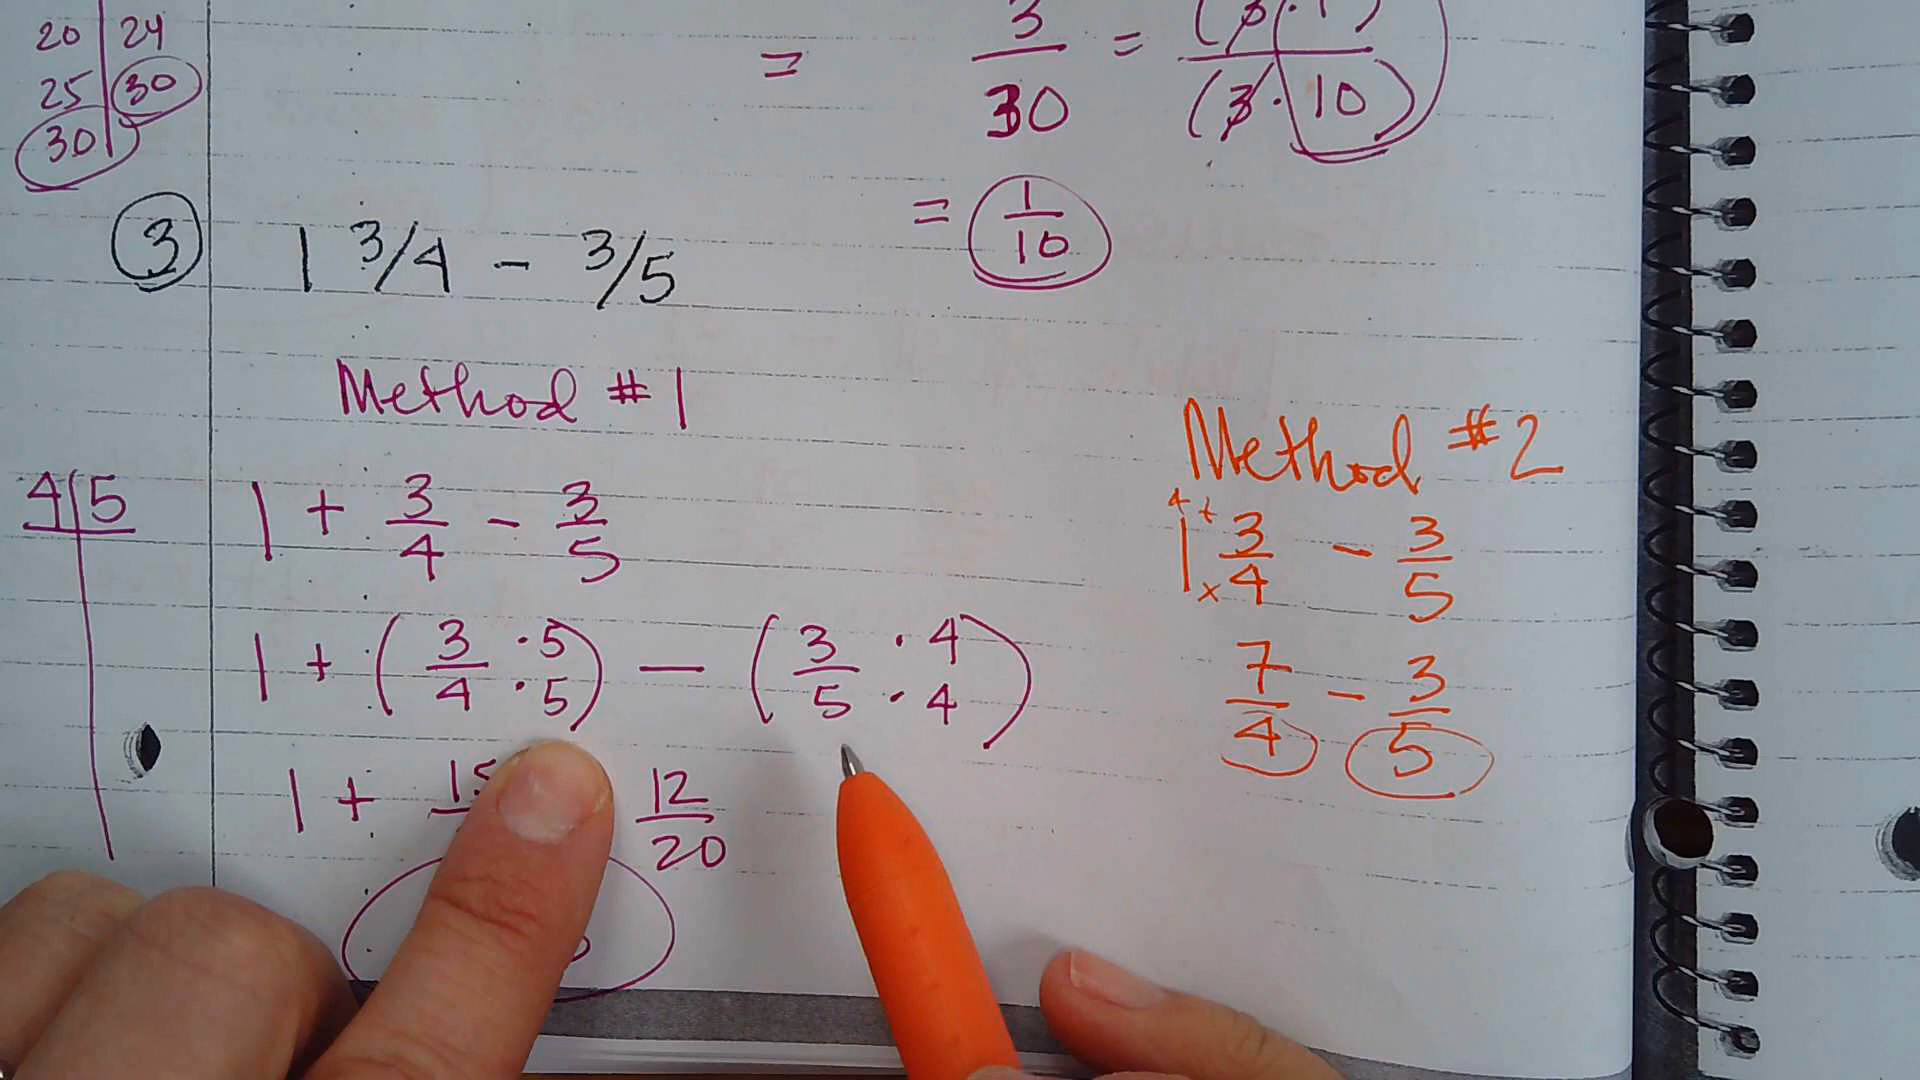 20 | 24
25 | 30
30
= 3/30 = (3 · 1)/(3 · 10)
= 1/10
③ 1 3/4 - 3/5
Method #1
4 | 5
1 + 3/4 - 3/5
1 + (3/4 · 5/5) - (3/5 · 4/4)
1 + 15 12/20
Method #2
4 +
1 3/4 - 3/5
x
7/4 - 3/5